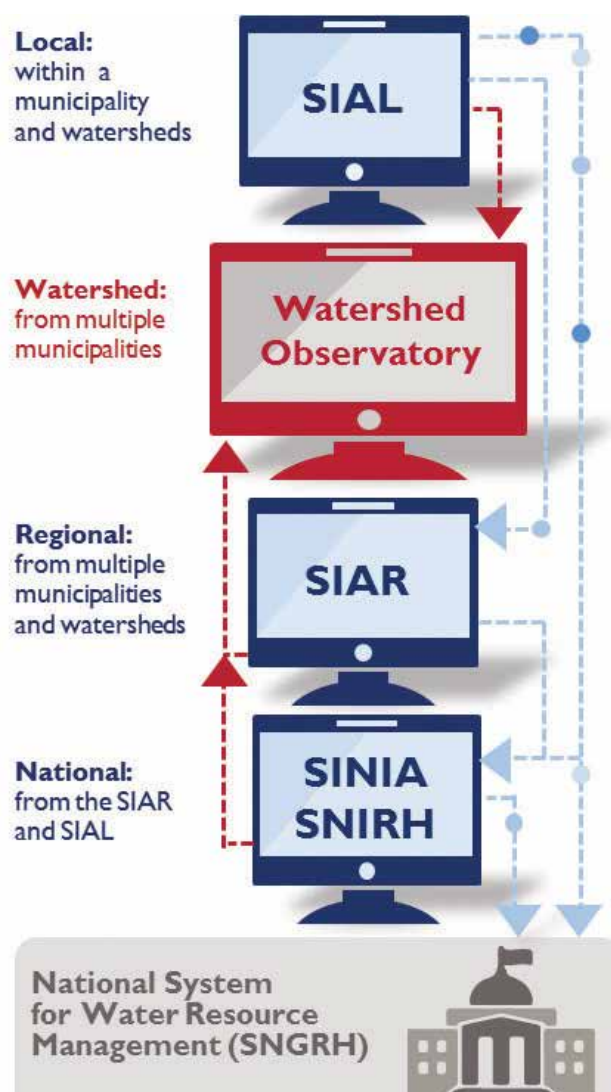 Local:
within a
municipality
and watersheds
SIAL
Watershed:
from multiple
municipalities
Watershed
Observatory
Regional:
from multiple
municipalities
and watersheds
SIAR
National:
from the SIAR
and SIAL
SINIA
SNIRH
National System
for Water Resource
Management (SNGRH)